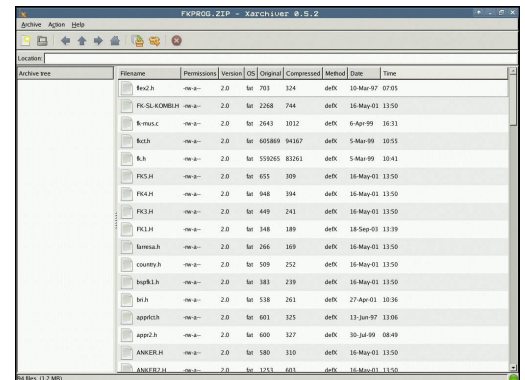 FKPROG.ZIP - Xarchiver 0.5.2
Archive Action Help
Location:
Archive tree
Filename Permissions Version OS Original Compressed Method Date Time
flex2.h -rw-a-- 2.0 fat 703 324 defX 10-Mar-97 07:05
FK-SL-KOMBI.H -rw-a-- 2.0 fat 2268 744 defX 16-May-01 13:50
fk-mus.c -rw-a-- 2.0 fat 2643 1012 defX 6-Apr-99 16:31
fkct.h -rw-a-- 2.0 fat 605869 94167 defX 5-Mar-99 10:55
fk.h -rw-a-- 2.0 fat 559265 83261 defX 5-Mar-99 10:41
FK5.H -rw-a-- 2.0 fat 655 309 defX 16-May-01 13:50
FK4.H -rw-a-- 2.0 fat 948 394 defX 16-May-01 13:50
FK3.H -rw-a-- 2.0 fat 449 241 defX 16-May-01 13:50
FK1.H -rw-a-- 2.0 fat 348 189 defX 18-Sep-03 13:39
farresa.h -rw-a-- 2.0 fat 266 169 defX 16-May-01 13:50
country.h -rw-a-- 2.0 fat 509 252 defX 16-May-01 13:50
bspfk1.h -rw-a-- 2.0 fat 383 239 defX 16-May-01 13:50
bri.h -rw-a-- 2.0 fat 538 261 defX 27-Apr-01 10:36
apprlct.h -rw-a-- 2.0 fat 601 325 defX 13-Jun-97 13:06
appr2.h -rw-a-- 2.0 fat 600 327 defX 30-Jul-99 08:49
ANKER.H -rw-a-- 2.0 fat 580 310 defX 16-May-01 13:50
ANKER2.H -rw-a-- 2.0 fat 1253 603 defX 16-May-01 13:50
94 files (1.2 MB)